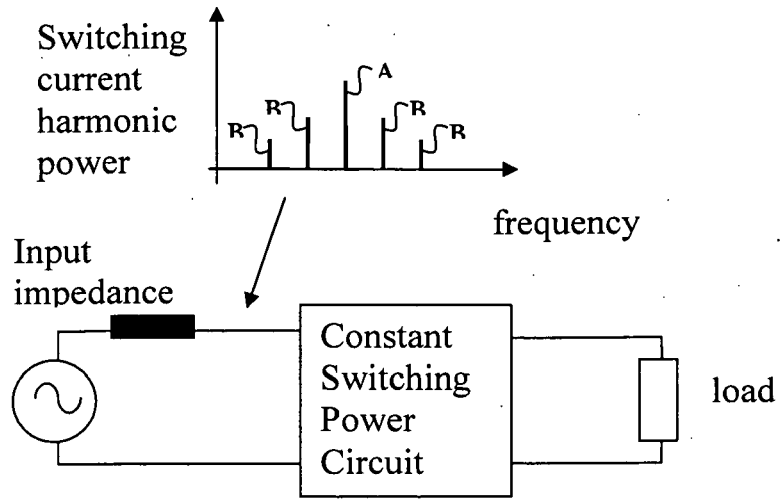 Switching
current
harmonic
power
A
B
B
B
B
frequency
Input
impedance
Constant
Switching
Power
Circuit
load